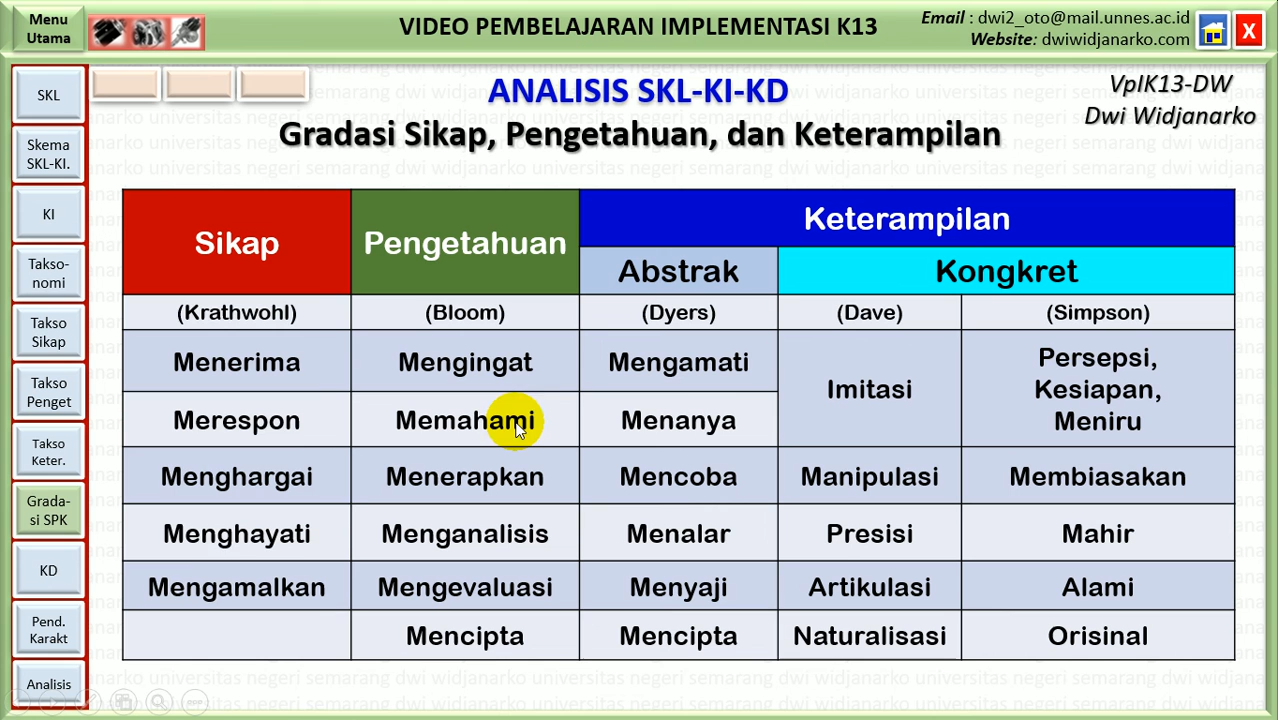 Menu
Utama
VIDEO PEMBELAJARAN IMPLEMENTASI K13
Email : dwi2_oto@mail.unnes.ac.id
Website: dwiwidjanarko.com
X
SKL
Skema
SKL-KI.
KI
Takso-
nomi
Takso
Sikap
Takso
Penget
Takso
Keter.
Grada-
si SPK
KD
Pend.
Karakt
Analisis
ANALISIS SKL-KI-KD
Gradasi Sikap, Pengetahuan, dan Keterampilan
VpIK13-DW
Dwi Widjanarko
Sikap
Pengetahuan
Keterampilan
Abstrak
Kongkret
(Krathwohl)
(Bloom)
(Dyers)
(Dave)
(Simpson)
Menerima
Mengingat
Mengamati
Imitasi
Persepsi,
Kesiapan,
Meniru
Merespon
Memahami
Menanya
Menghargai
Menerapkan
Mencoba
Manipulasi
Membiasakan
Menghayati
Menganalisis
Menalar
Presisi
Mahir
Mengamalkan
Mengevaluasi
Menyaji
Artikulasi
Alami
Mencipta
Mencipta
Naturalisasi
Orisinal